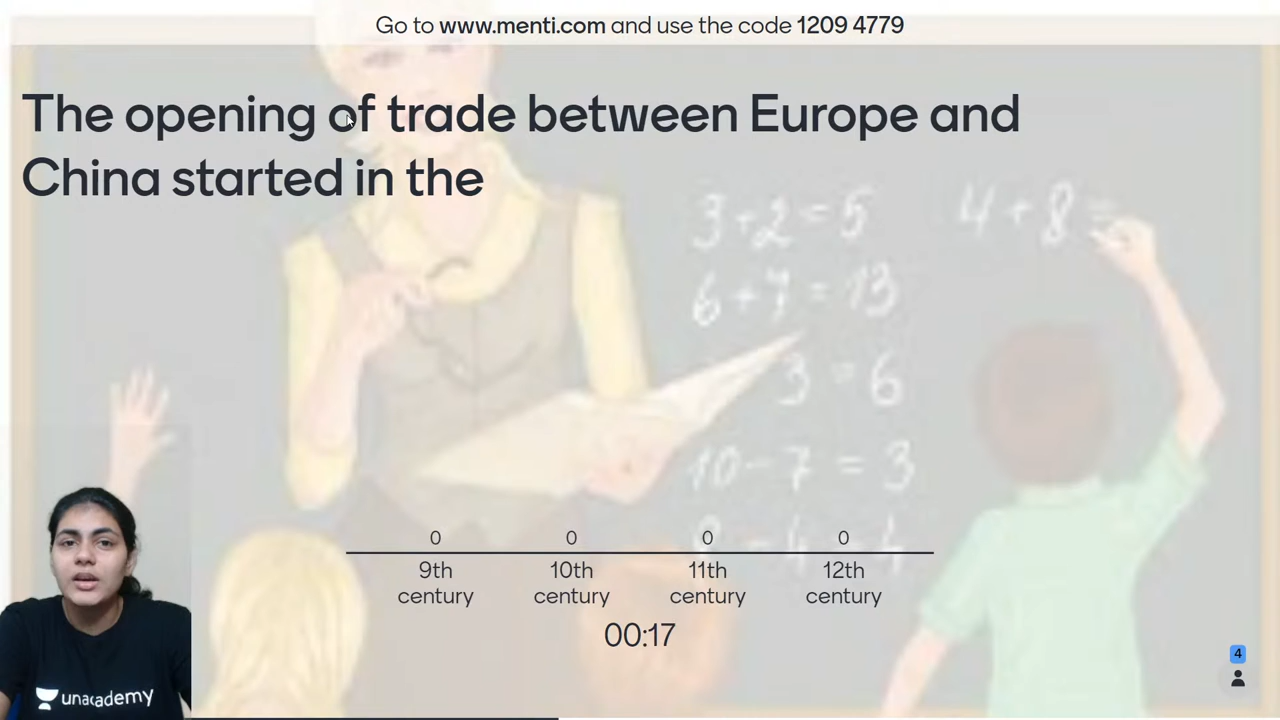 Go to www.menti.com and use the code 1209 4779
The opening of trade between Europe and
China started in the
3+2=5
4+8=
6+7=13
3=6
10-7=3
0 0 0 0
9th 10th 11th 12th
century century century century
00:17
4
unacademy